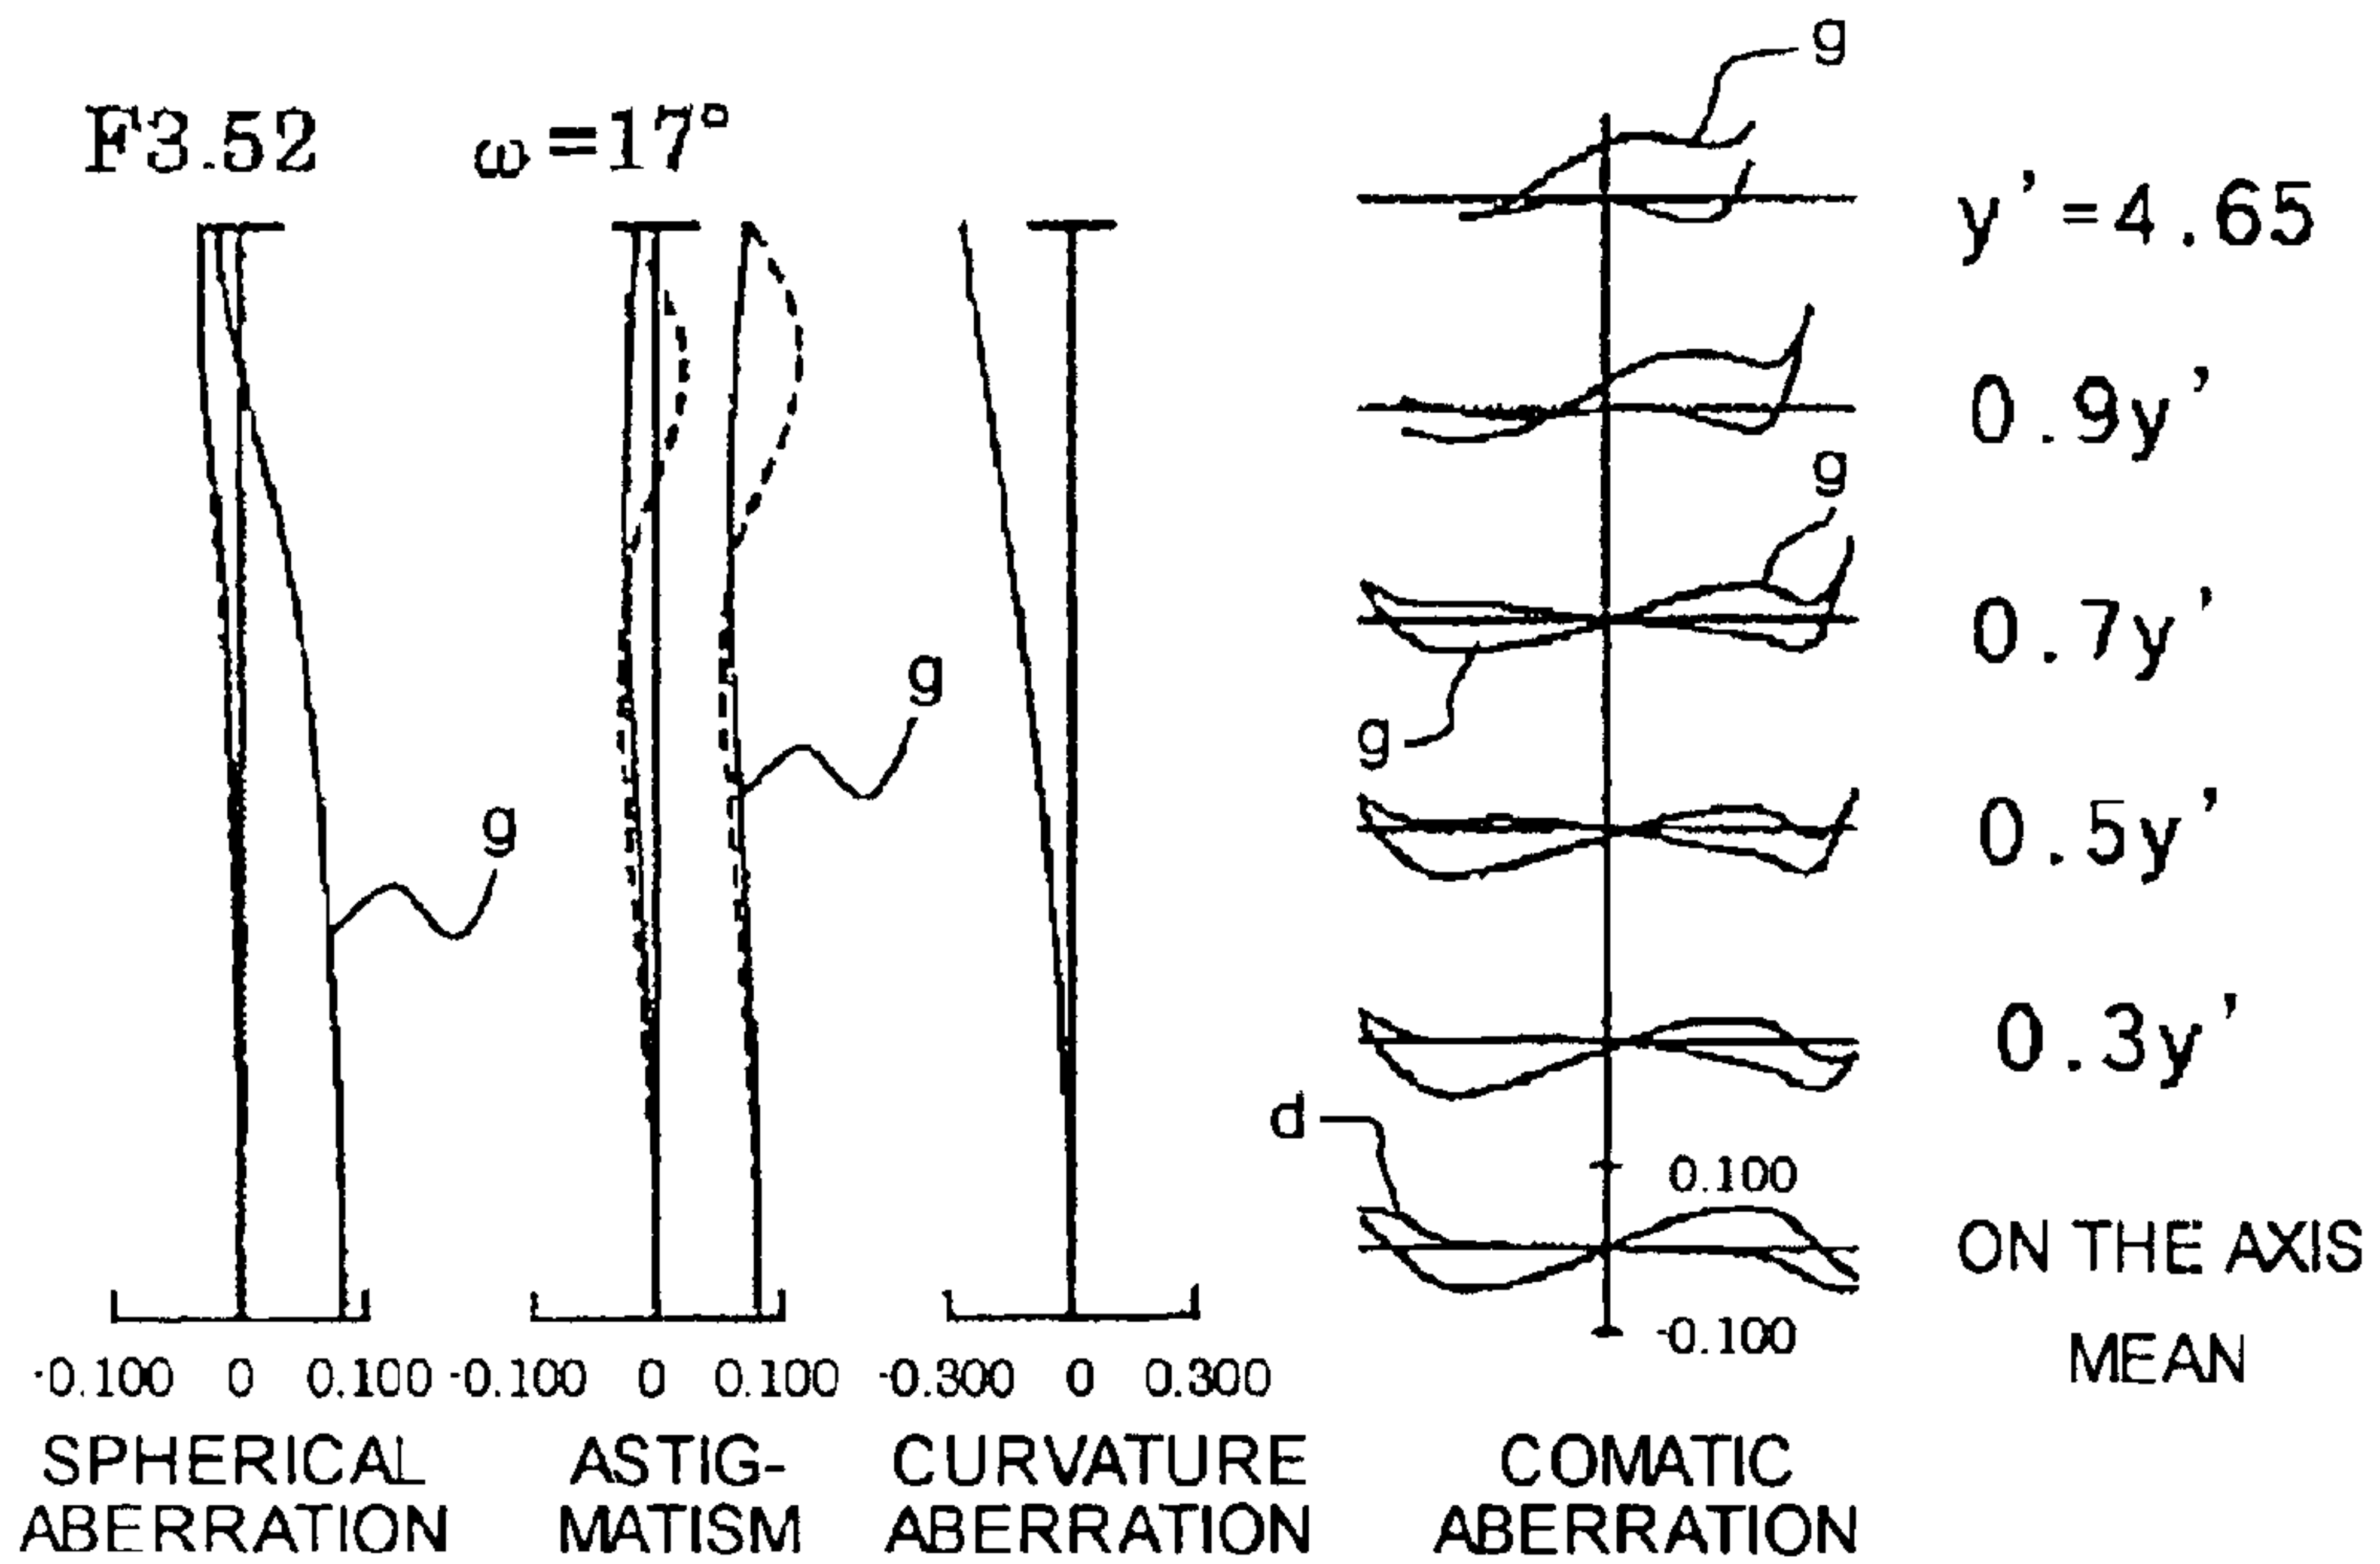 F3.52 ω=17°
g
y'=4.65
0.9y'
g
0.7y'
g
g
0.5y'
g
0.3y'
d
0.100
ON THE AXIS
-0.100
MEAN
-0.100 0 0.100 -0.100 0 0.100 -0.300 0 0.300
SPHERICAL ABERRATION
ASTIG-
MATISM
CURVATURE ABERRATION
COMATIC ABERRATION